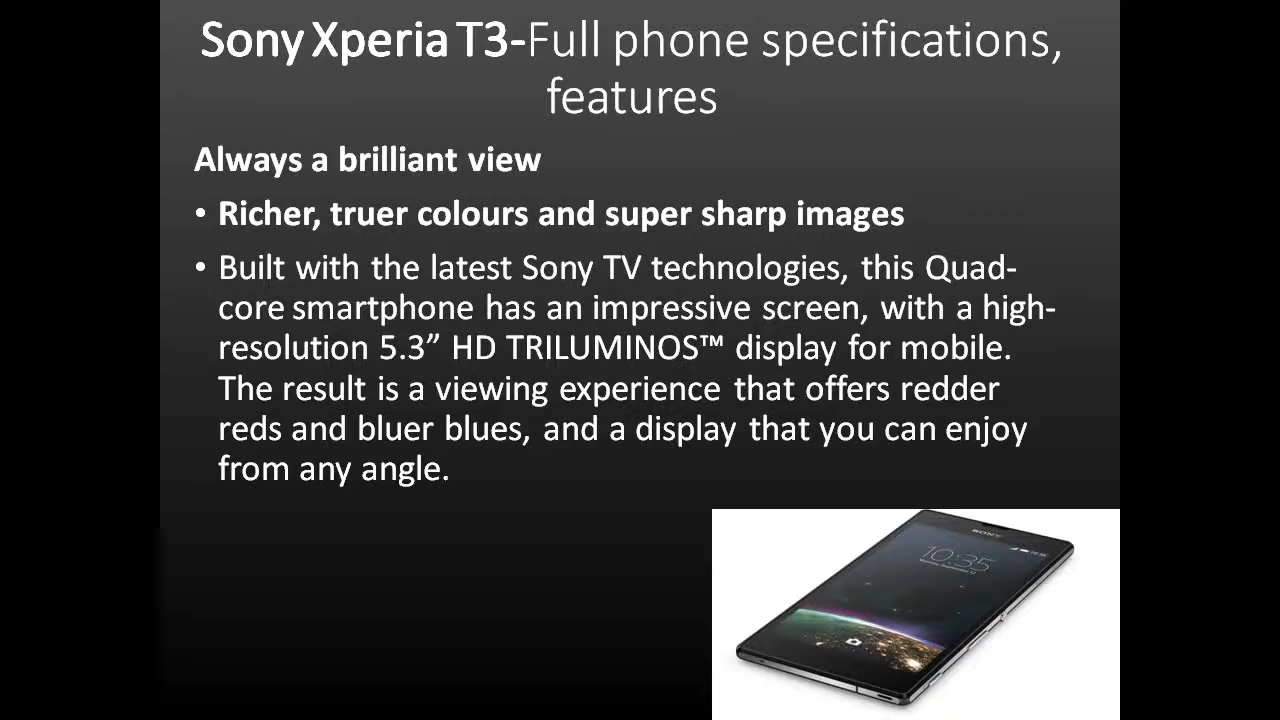 Sony Xperia T3-Full phone specifications,
features
Always a brilliant view
• Richer, truer colours and super sharp images
• Built with the latest Sony TV technologies, this Quad-
core smartphone has an impressive screen, with a high-
resolution 5.3” HD TRILUMINOS™ display for mobile.
The result is a viewing experience that offers redder
reds and bluer blues, and a display that you can enjoy
from any angle.
SONY
10:35
10:35